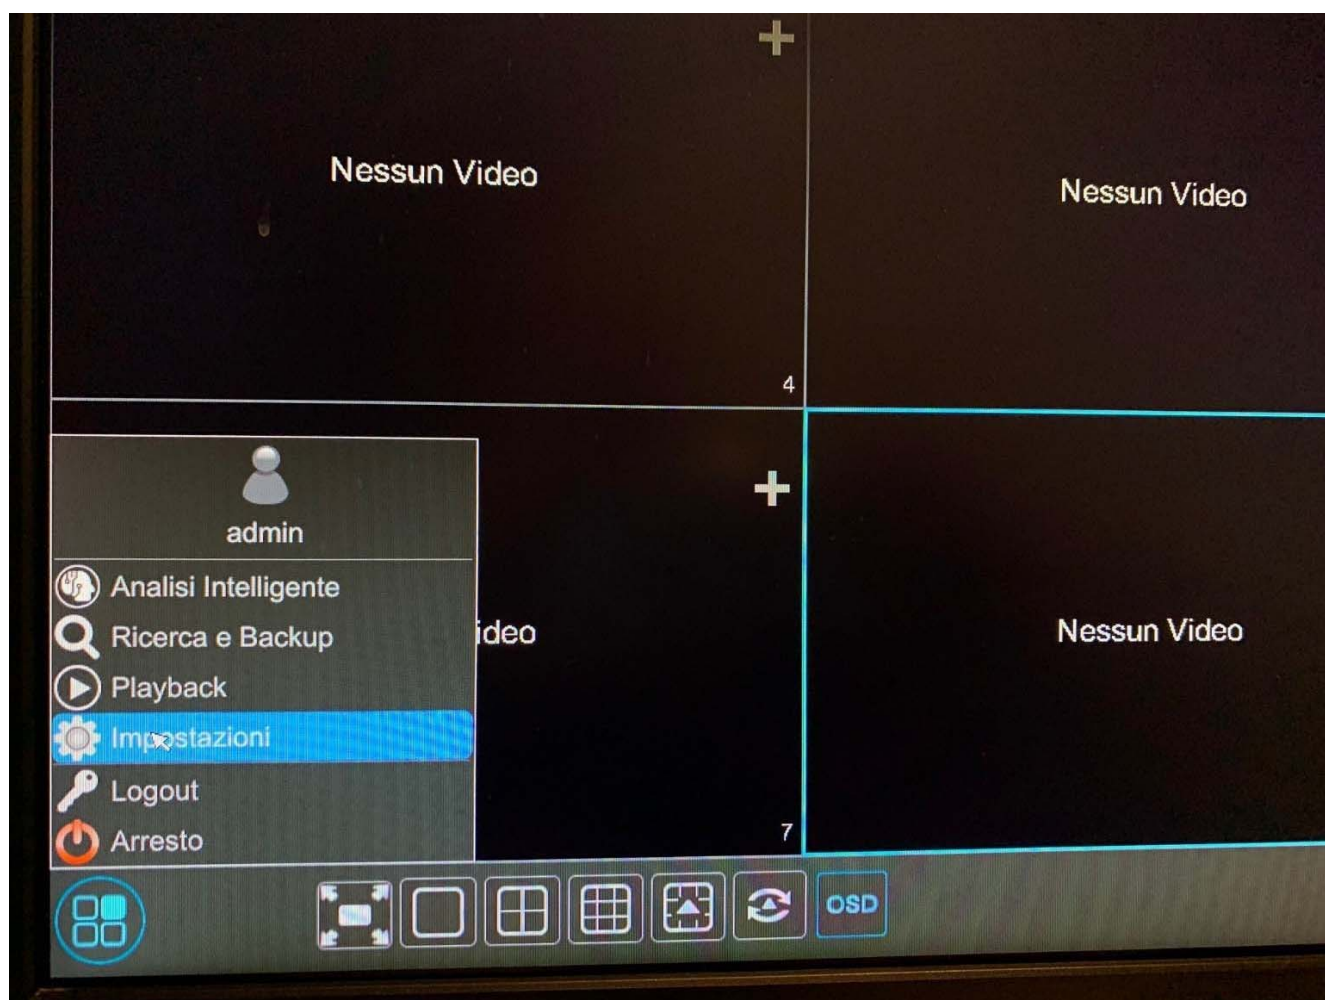 Nessun Video
Nessun Video
4
admin
Analisi Intelligente
Ricerca e Backup
ideo
Nessun Video
Playback
Impostazioni
Logout
Arresto
7
OSD